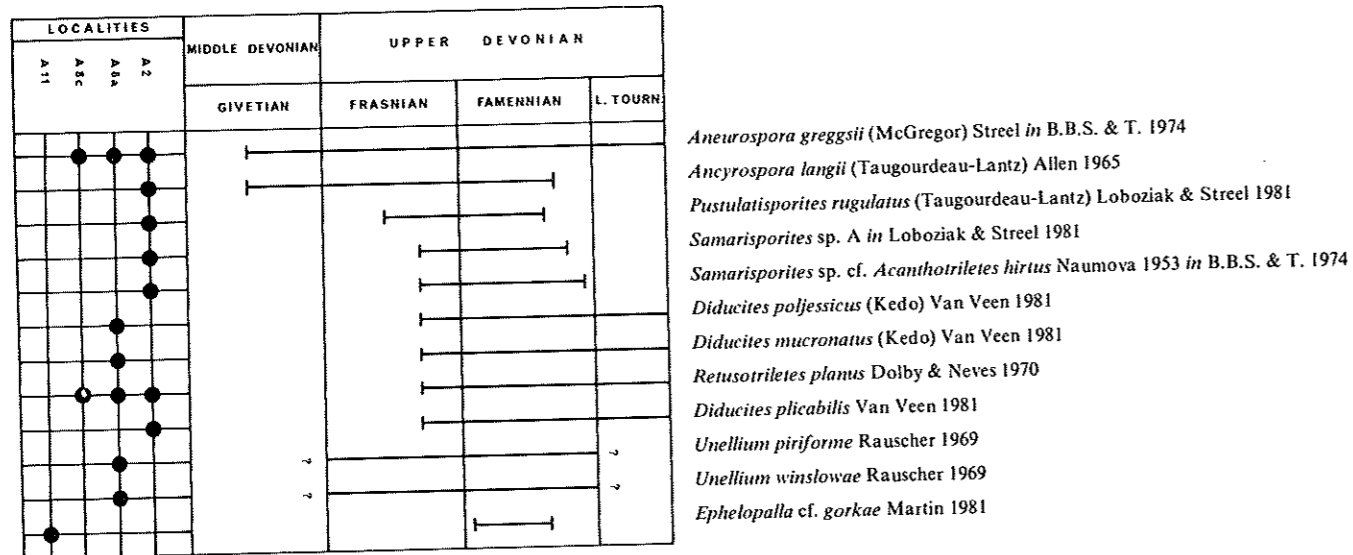 LOCALITIES
A11
A8c
A8a
A2
MIDDLE DEVONIAN
UPPER DEVONIAN
GIVETIAN
FRASNIAN
FAMENNIAN
L. TOURN.
Aneurospora greggsii (McGregor) Streel in B.B.S. & T. 1974
Ancyrospora langii (Taugourdeau-Lantz) Allen 1965
Pustulatisporites rugulatus (Taugourdeau-Lantz) Loboziak & Streel 1981
Samarisporites sp. A in Loboziak & Streel 1981
Samarisporites sp. cf. Acanthotriletes hirtus Naumova 1953 in B.B.S. & T. 1974
Diducites poljessicus (Kedo) Van Veen 1981
Diducites mucronatus (Kedo) Van Veen 1981
Retusotriletes planus Dolby & Neves 1970
Diducites plicabilis Van Veen 1981
? ? Unellium piriforme Rauscher 1969
? ? Unellium winslowae Rauscher 1969
Ephelopalla cf. gorkae Martin 1981